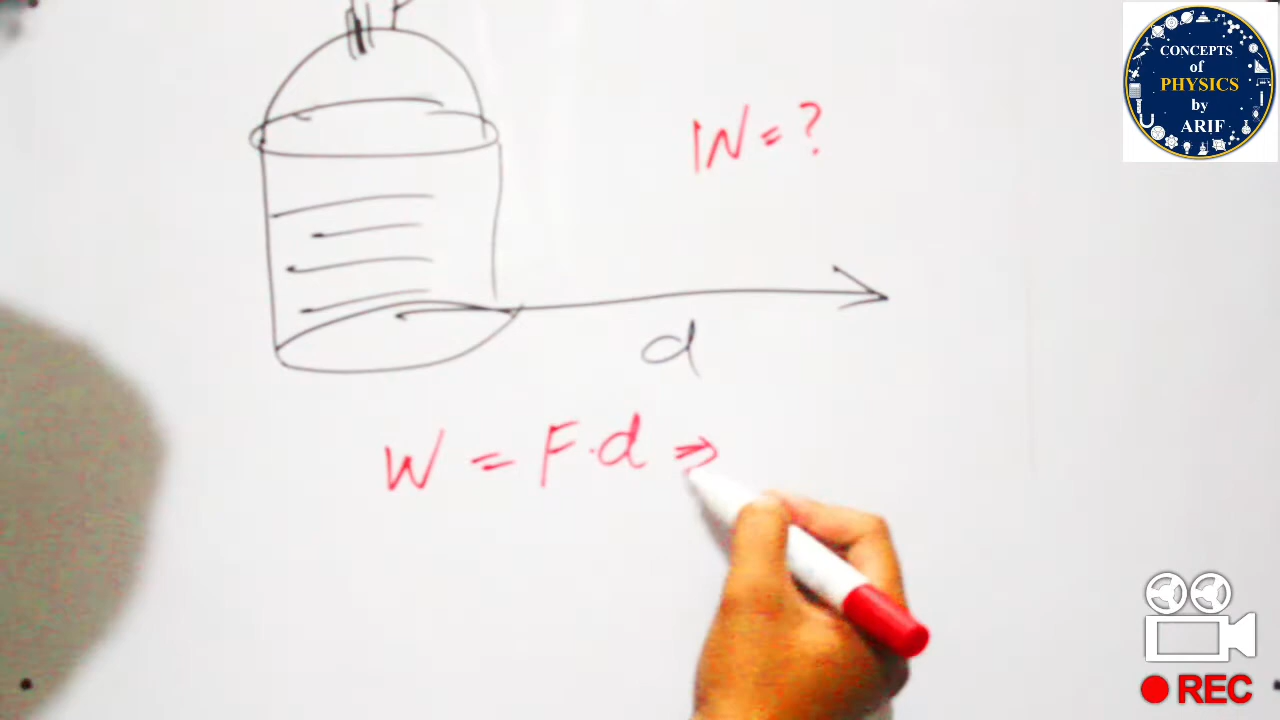 CONCEPTS
of
PHYSICS
by
ARIF
W = ?
d
W = F.d ⇒
REC